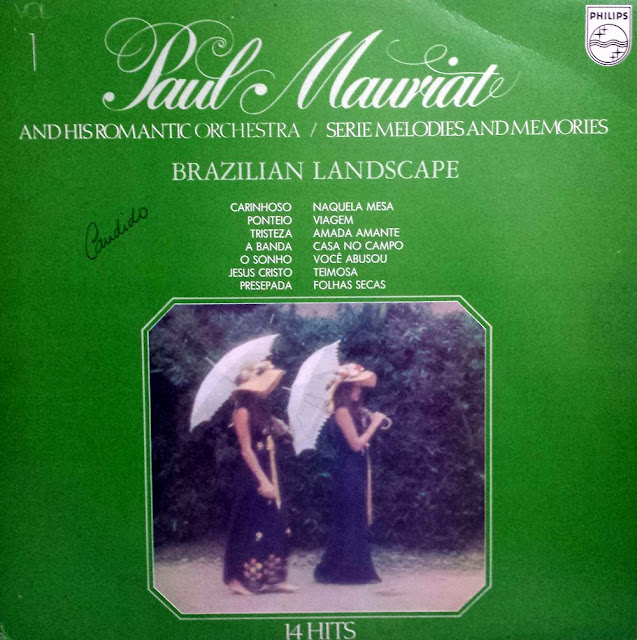 VOL
1
PHILIPS
Paul Mauriat
AND HIS ROMANTIC ORCHESTRA / SERIE MELODIES AND MEMORIES
BRAZILIAN LANDSCAPE
CARINHOSO NAQUELA MESA
PONTEIO VIAGEM
TRISTEZA AMADA AMANTE
A BANDA CASA NO CAMPO
O SONHO VOCÊ ABUSOU
JESUS CRISTO TEIMOSA
PRESEPADA FOLHAS SECAS
Candido
14 HITS